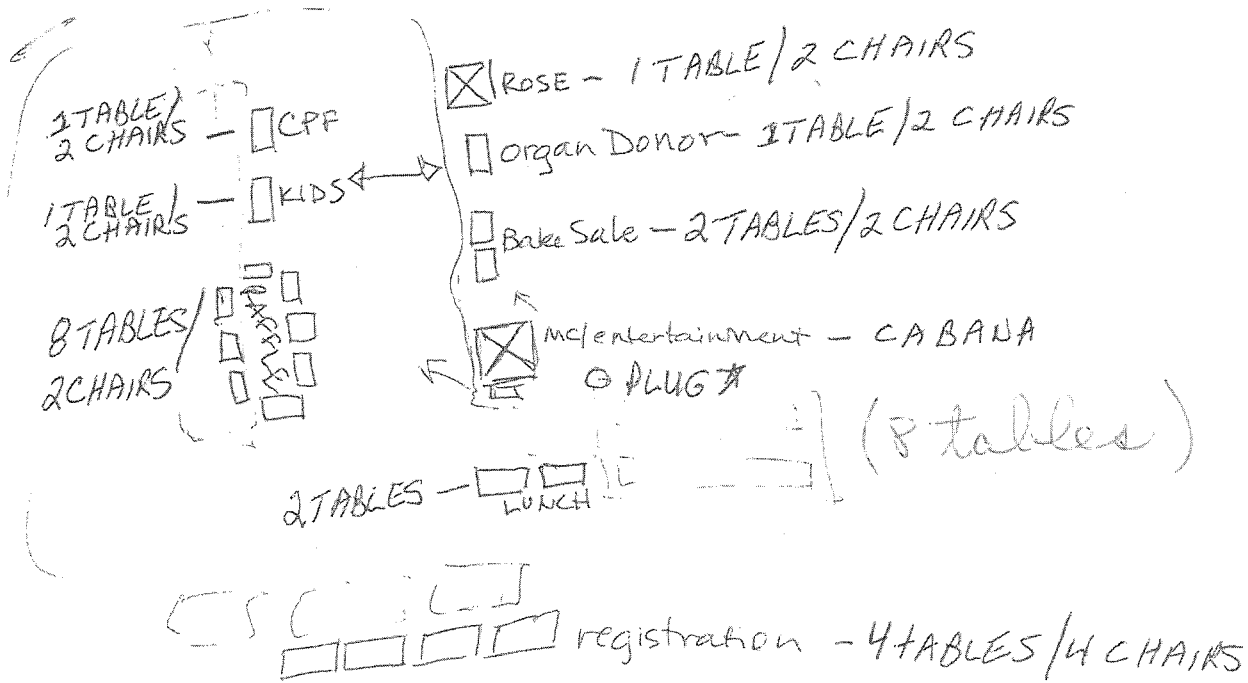 ROSE - 1 TABLE/2 CHAIRS
1 TABLE/
2 CHAIRS - CPF
Organ Donor - 1 TABLE/2 CHAIRS
1 TABLE/
2 CHAIRS - KIDS
Bake Sale - 2 TABLES/2 CHAIRS
8 TABLES/
2 CHAIRS
RAFFLE
MC/entertainment - CABANA
PLUG*
(8 tables)
2 TABLES - LUNCH
registration - 4 TABLES/4 CHAIRS